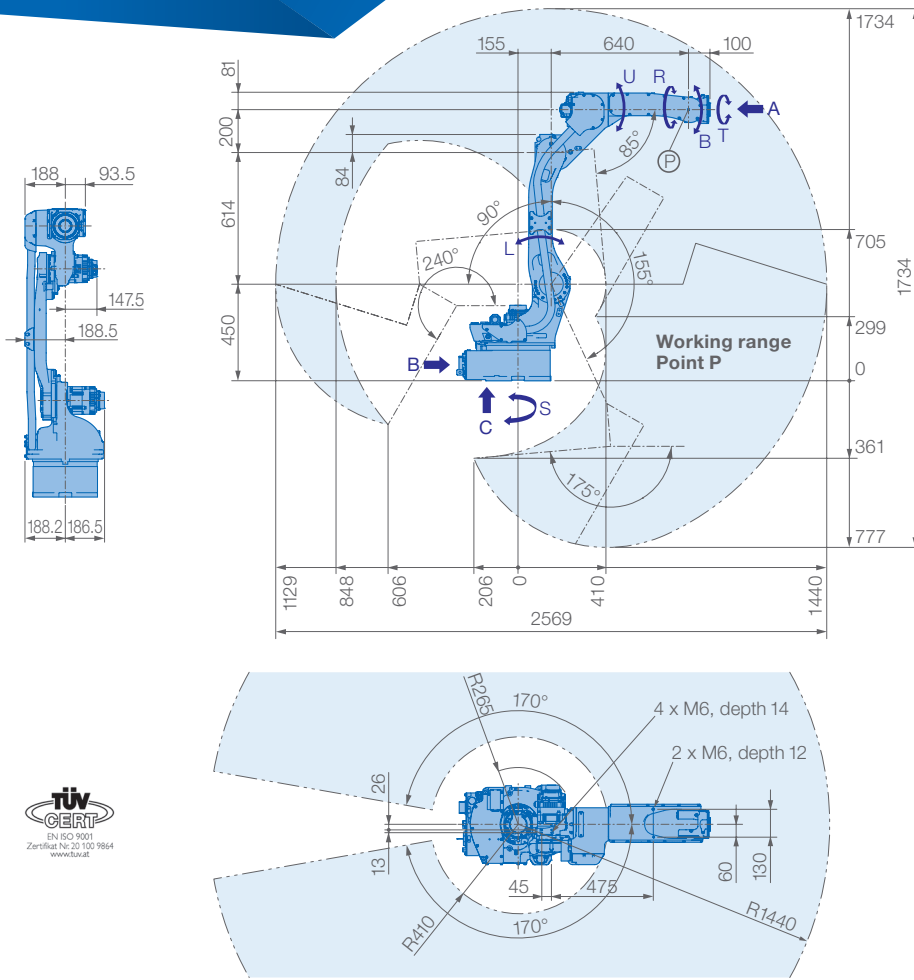 155
640
100
1734
81
U
R
A
B
T
200
85°
P
188
93.5
84
614
90°
705
1734
L
155°
240°
147.5
188.5
450
299
Working range
Point P
B
0
C
S
361
175°
188.2
186.5
777
1129
848
606
206
0
410
1440
2569
R265
170°
4 x M6, depth 14
2 x M6, depth 12
26
TÜV
CERT
EN ISO 9001
Zertifikat Nr. 20 100 9864
www.tuv.at
13
45
475
60
130
R410
170°
R1440